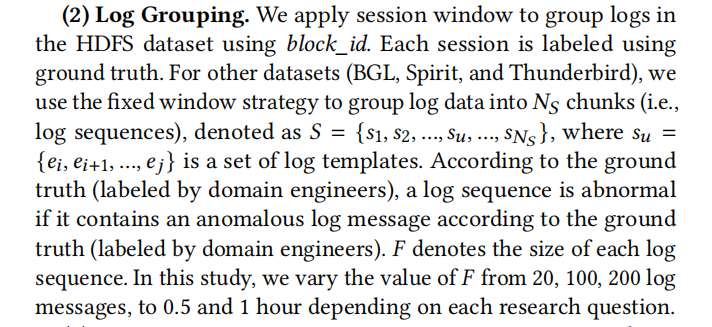 (2) Log Grouping. We apply session window to group logs in
the HDFS dataset using block_id. Each session is labeled using
ground truth. For other datasets (BGL, Spirit, and Thunderbird), we
use the fixed window strategy to group log data into N_S chunks (i.e.,
log sequences), denoted as S = {s_1, s_2, ..., s_u, ..., s_{N_S}}, where s_u =
{e_i, e_{i+1}, ..., e_j} is a set of log templates. According to the ground
truth (labeled by domain engineers), a log sequence is abnormal
if it contains an anomalous log message according to the ground
truth (labeled by domain engineers). F denotes the size of each log
sequence. In this study, we vary the value of F from 20, 100, 200 log
messages, to 0.5 and 1 hour depending on each research question.